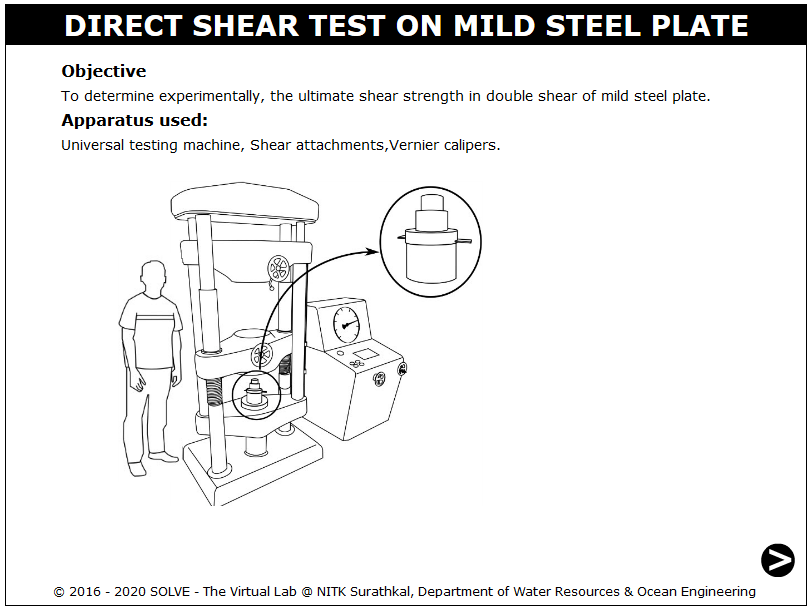 DIRECT SHEAR TEST ON MILD STEEL PLATE
Objective
To determine experimentally, the ultimate shear strength in double shear of mild steel plate.
Apparatus used:
Universal testing machine, Shear attachments,Vernier calipers.
© 2016 - 2020 SOLVE - The Virtual Lab @ NITK Surathkal, Department of Water Resources & Ocean Engineering